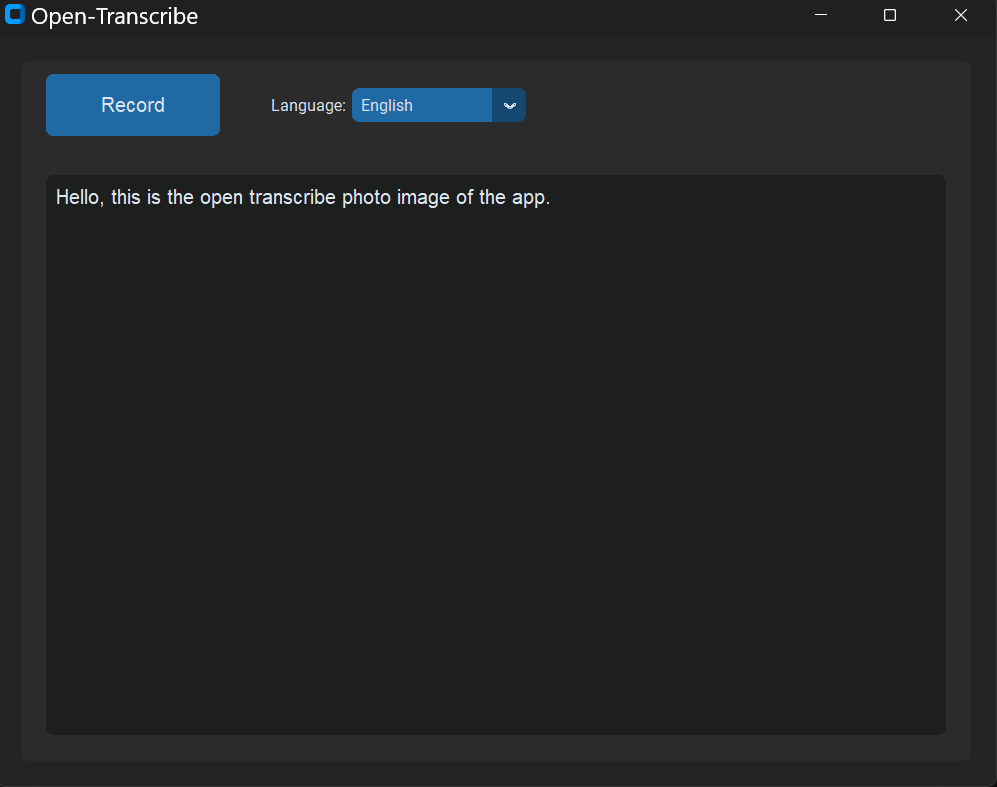 Open-Transcribe
Record
Language: English
Hello, this is the open transcribe photo image of the app.